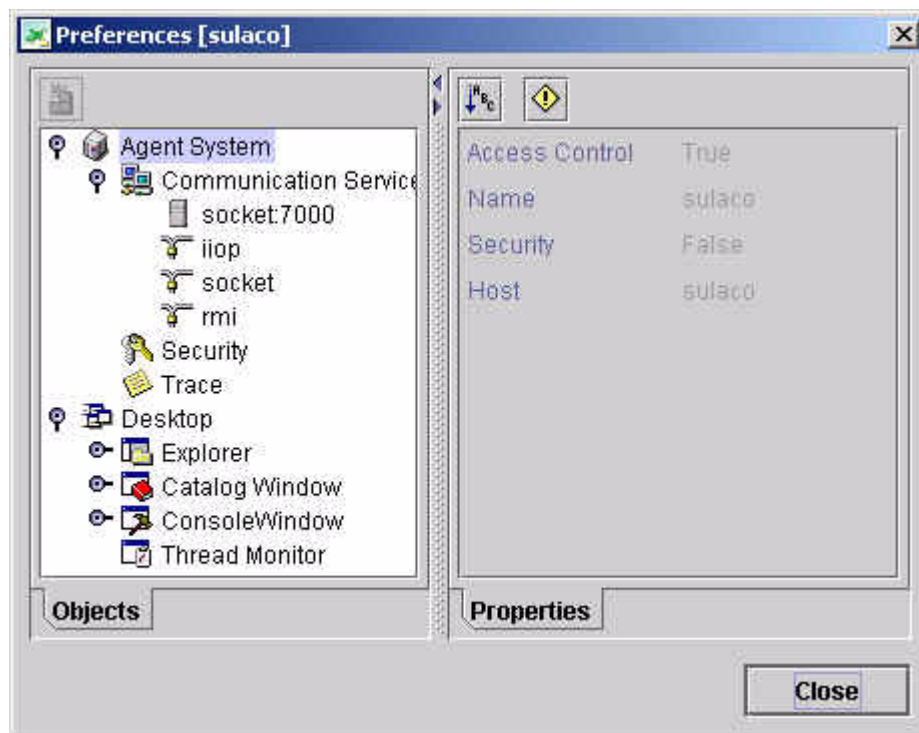 Preferences [sulaco]
Agent System
Communication Service
socket:7000
iiop
socket
rmi
Security
Trace
Desktop
Explorer
Catalog Window
ConsoleWindow
Thread Monitor
Objects
ABC
Access Control True
Name sulaco
Security False
Host sulaco
Properties
Close